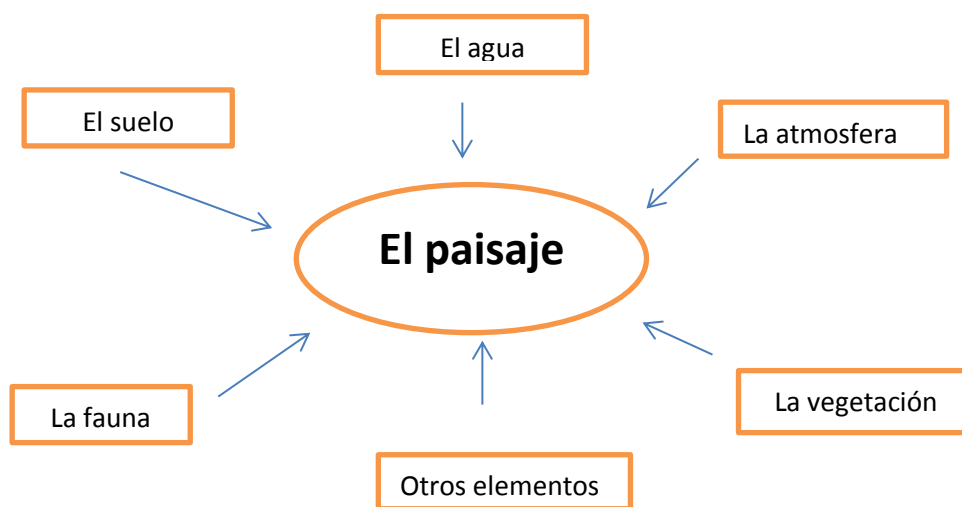 El agua
El suelo
La atmosfera
El paisaje
La fauna
La vegetación
Otros elementos